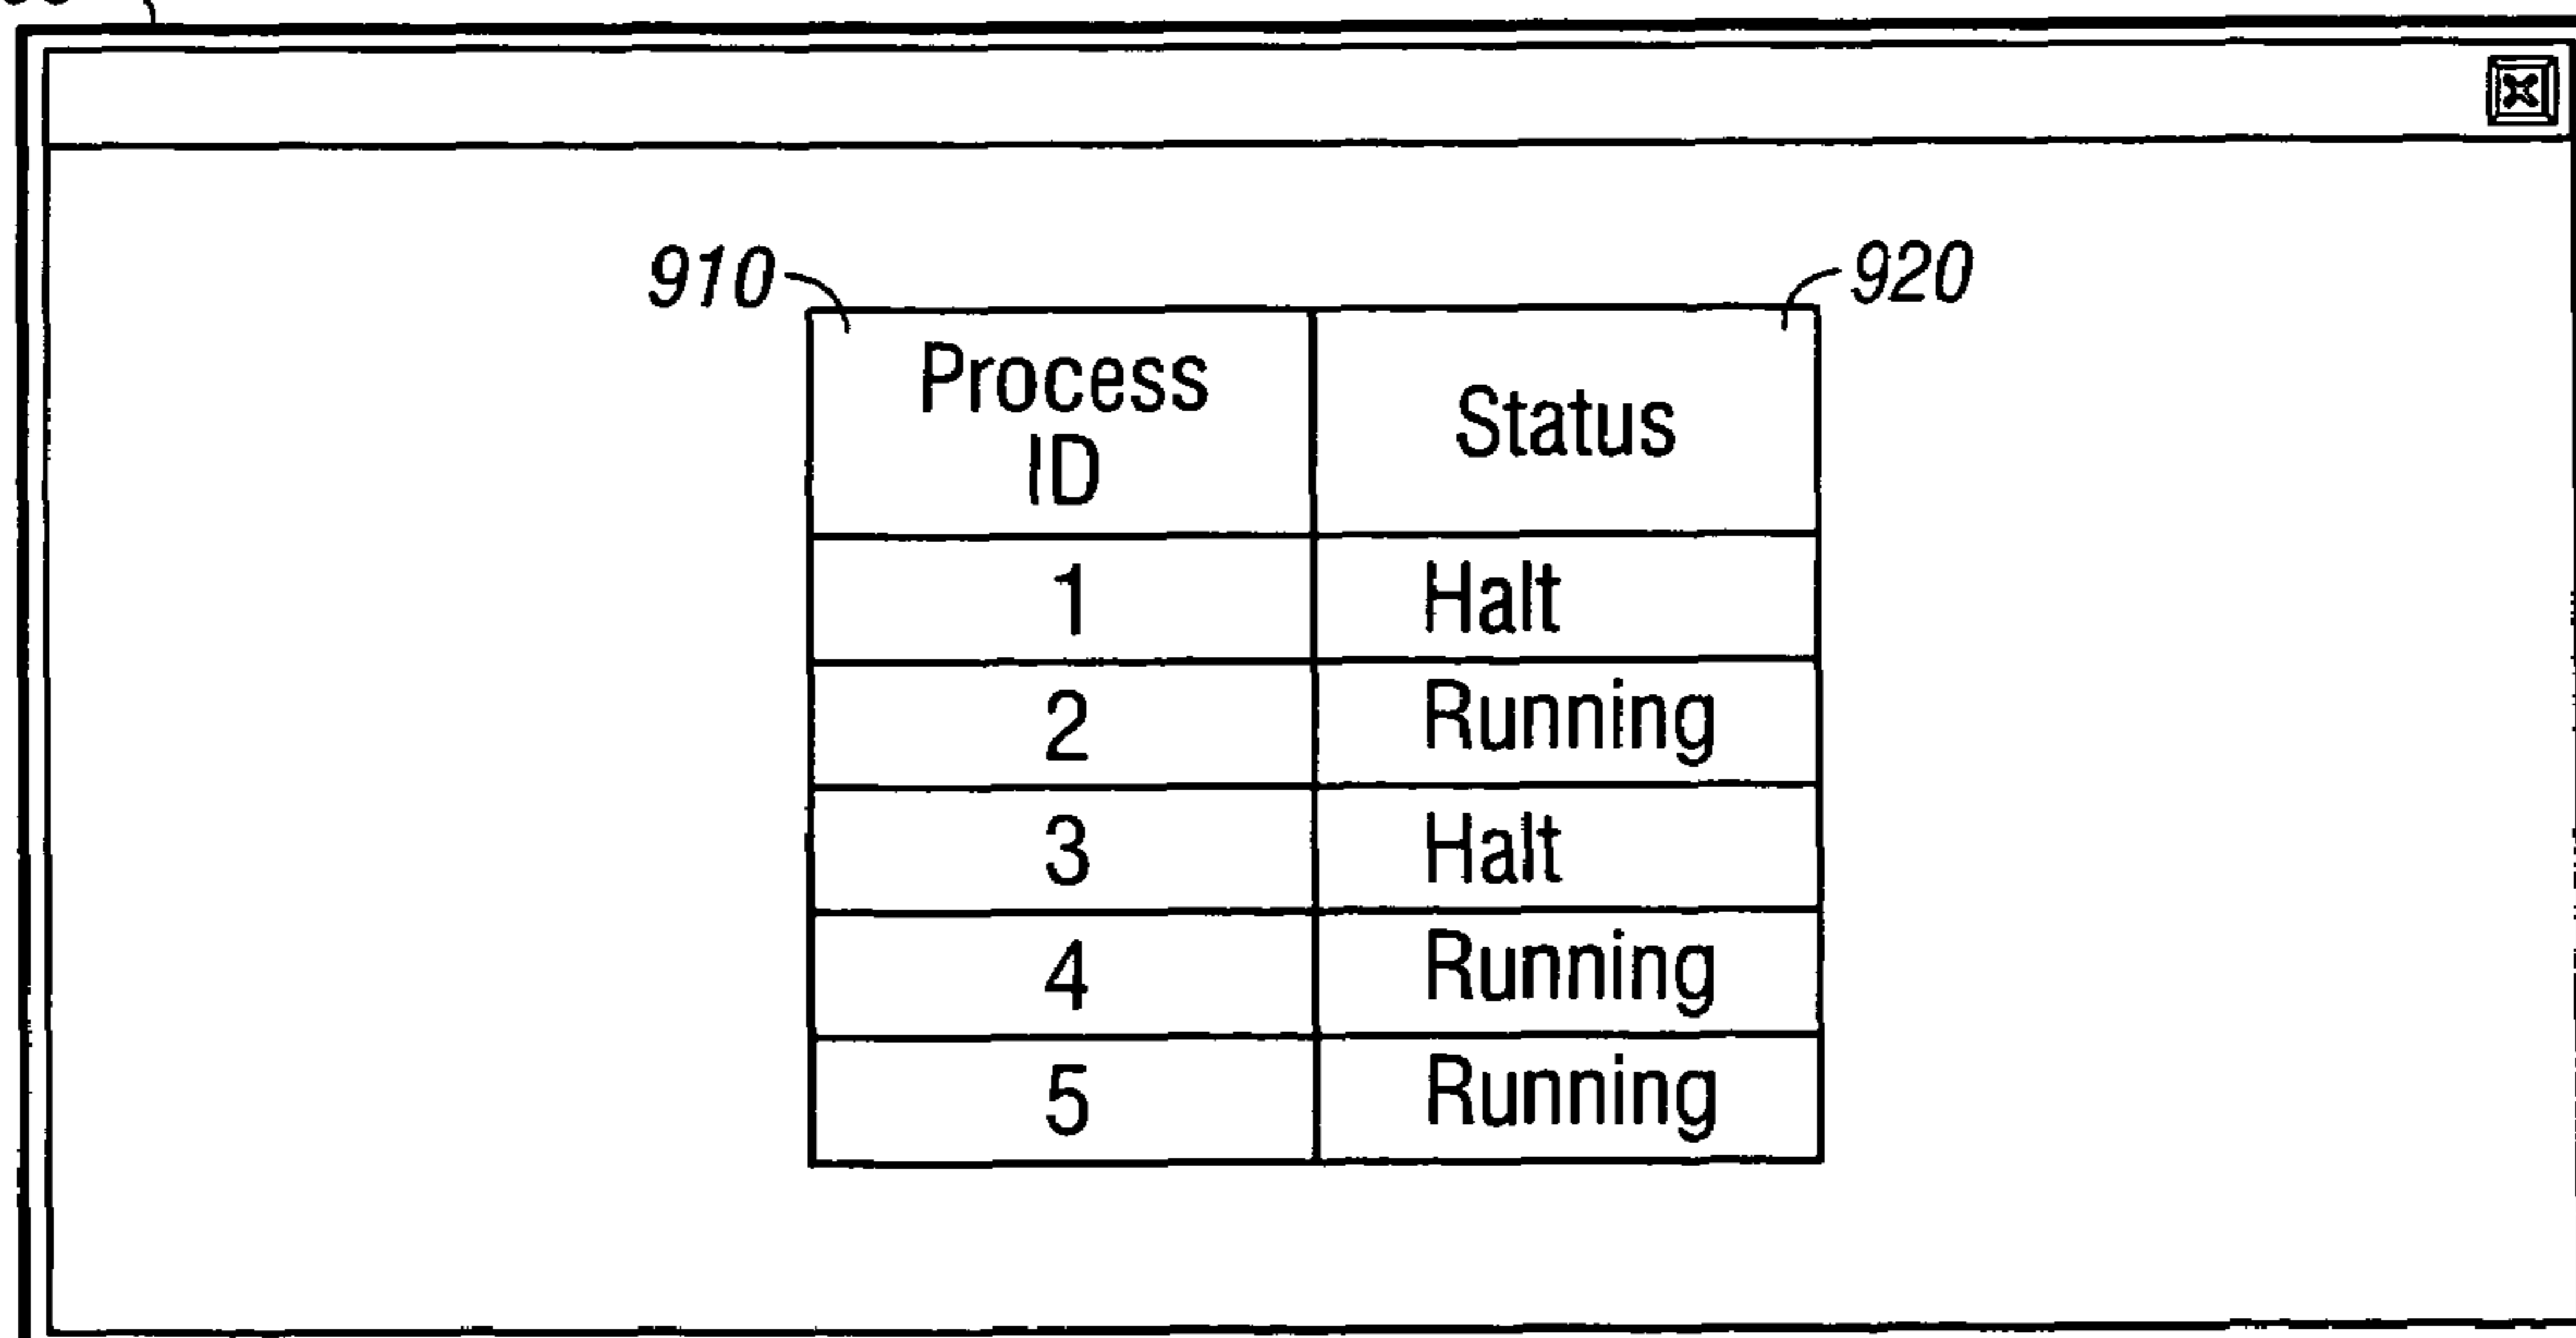 910
920
Process
ID
Status
1 Halt
2 Running
3 Halt
4 Running
5 Running